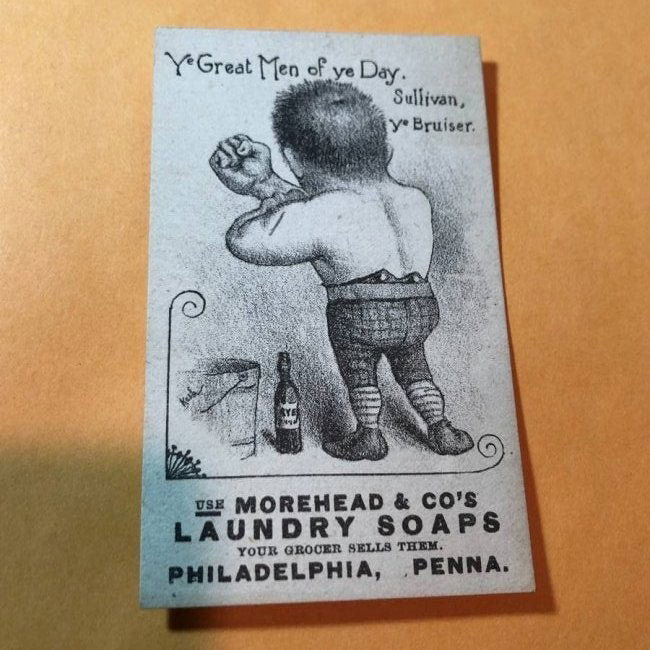 Ye Great Men of ye Day.
Sullivan,
ye Bruiser.
RYE
USE MOREHEAD & CO'S
LAUNDRY SOAPS
YOUR GROCER SELLS THEM.
PHILADELPHIA, PENNA.